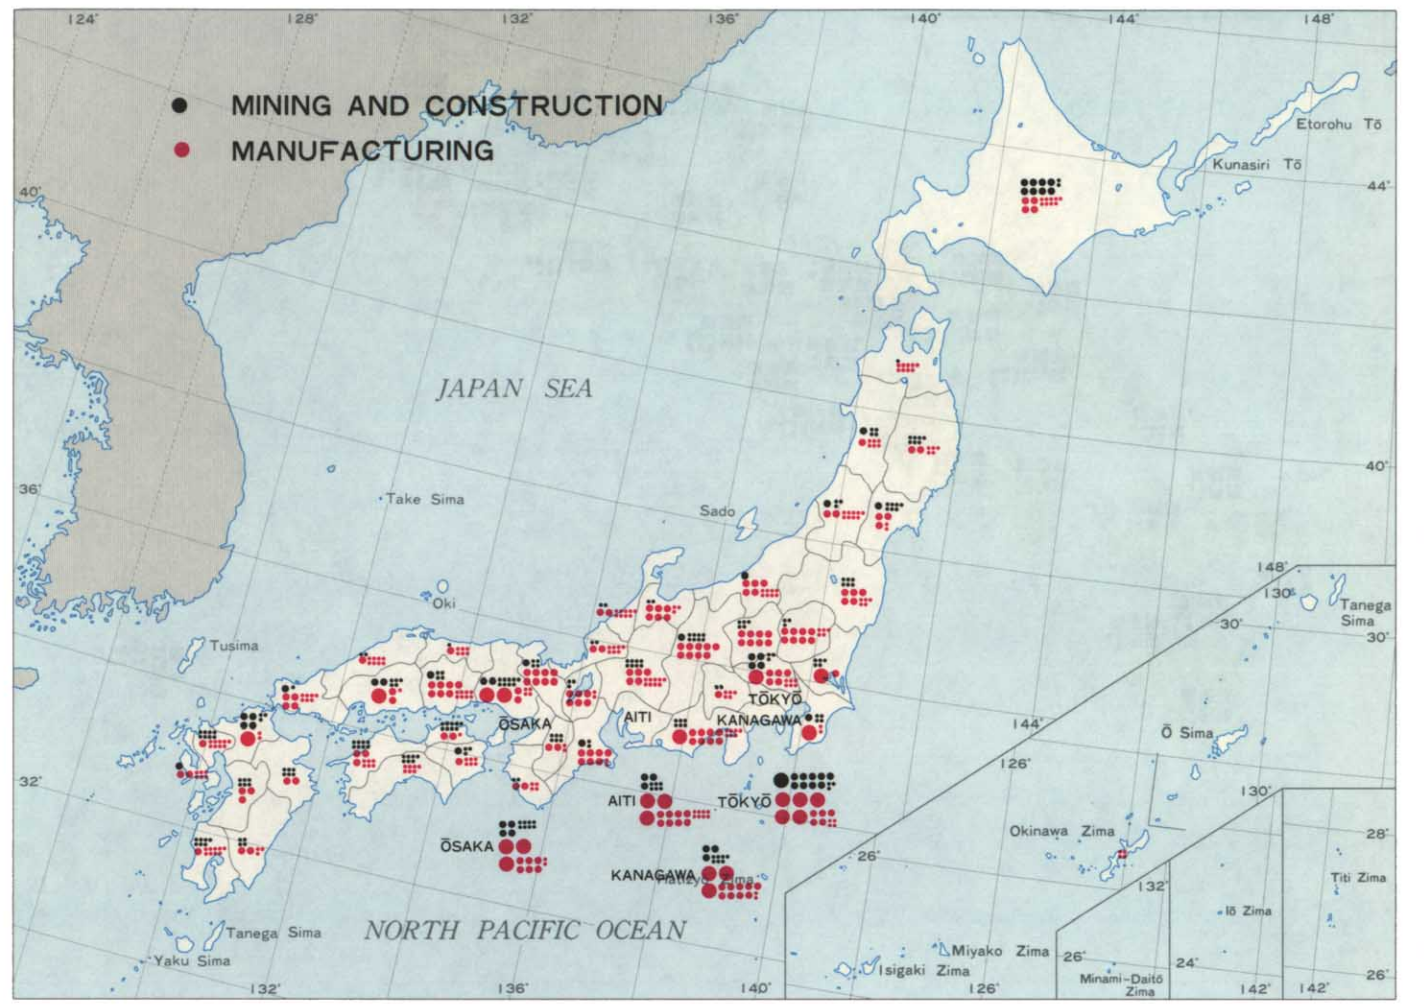 124° 128° 132° 136° 140° 144° 148°
MINING AND CONSTRUCTION
MANUFACTURING
Etorohu Tō
Kunasiri Tō
44°
40°
JAPAN SEA
40°
36°
Take Sima
Sado
148°
130°
Oki
Tanega
Sima
30°
30°
Tusima
TŌKYŌ
ŌSAKA
AITI
KANAGAWA
144°
Ō Sima
126°
32°
130°
AITI
TŌKYŌ
Okinawa Zima
28°
ŌSAKA
26°
KANAGAWA
Hatizyō Zima
132°
Titi Zima
Iō Zima
Tanega Sima
NORTH PACIFIC OCEAN
Yaku Sima
Miyako Zima
26°
24°
Isigaki Zima
Minami-Daitō
Zima
26°
132° 136° 140° 126° 142° 142°